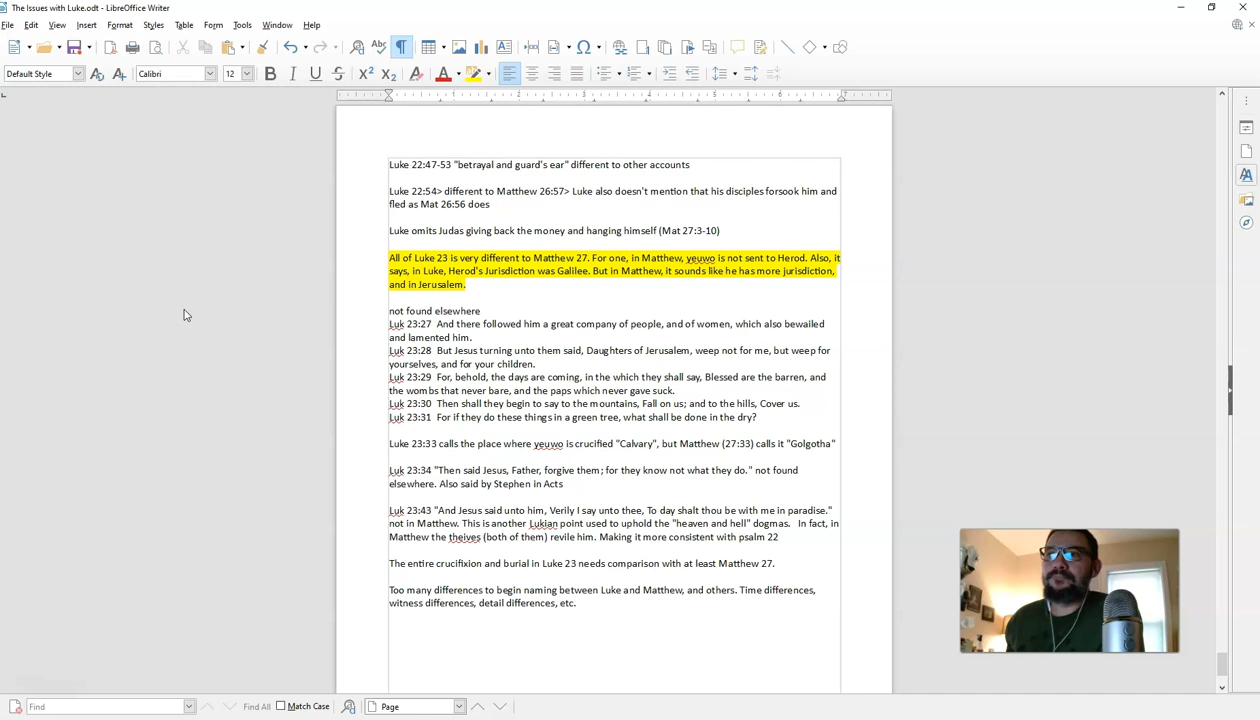 The Issues with Luke.odt - LibreOffice Writer
File Edit View Insert Format Styles Table Form Tools Window Help
Default Style Calibri 12
1 2 3 4 5 6 7
Luke 22:47-53 "betrayal and guard's ear" different to other accounts
Luke 22:54> different to Matthew 26:57> Luke also doesn't mention that his disciples forsook him and
fled as Mat 26:56 does
Luke omits Judas giving back the money and hanging himself (Mat 27:3-10)
All of Luke 23 is very different to Matthew 27. For one, in Matthew, yeuwo is not sent to Herod. Also, it
says, in Luke, Herod's Jurisdiction was Galilee. But in Matthew, it sounds like he has more jurisdiction,
and in Jerusalem.
not found elsewhere
Luk 23:27 And there followed him a great company of people, and of women, which also bewailed
and lamented him.
Luk 23:28 But Jesus turning unto them said, Daughters of Jerusalem, weep not for me, but weep for
yourselves, and for your children.
Luk 23:29 For, behold, the days are coming, in the which they shall say, Blessed are the barren, and
the wombs that never bare, and the paps which never gave suck.
Luk 23:30 Then shall they begin to say to the mountains, Fall on us; and to the hills, Cover us.
Luk 23:31 For if they do these things in a green tree, what shall be done in the dry?
Luke 23:33 calls the place where yeuwo is crucified "Calvary", but Matthew (27:33) calls it "Golgotha"
Luk 23:34 "Then said Jesus, Father, forgive them; for they know not what they do." not found
elsewhere. Also said by Stephen in Acts
Luk 23:43 "And Jesus said unto him, Verily I say unto thee, To day shalt thou be with me in paradise."
not in Matthew. This is another Lukian point used to uphold the "heaven and hell" dogmas. In fact, in
Matthew the theives (both of them) revile him. Making it more consistent with psalm 22
The entire crucifixion and burial in Luke 23 needs comparison with at least Matthew 27.
Too many differences to begin naming between Luke and Matthew, and others. Time differences,
witness differences, detail differences, etc.
Find Find All Match Case Page